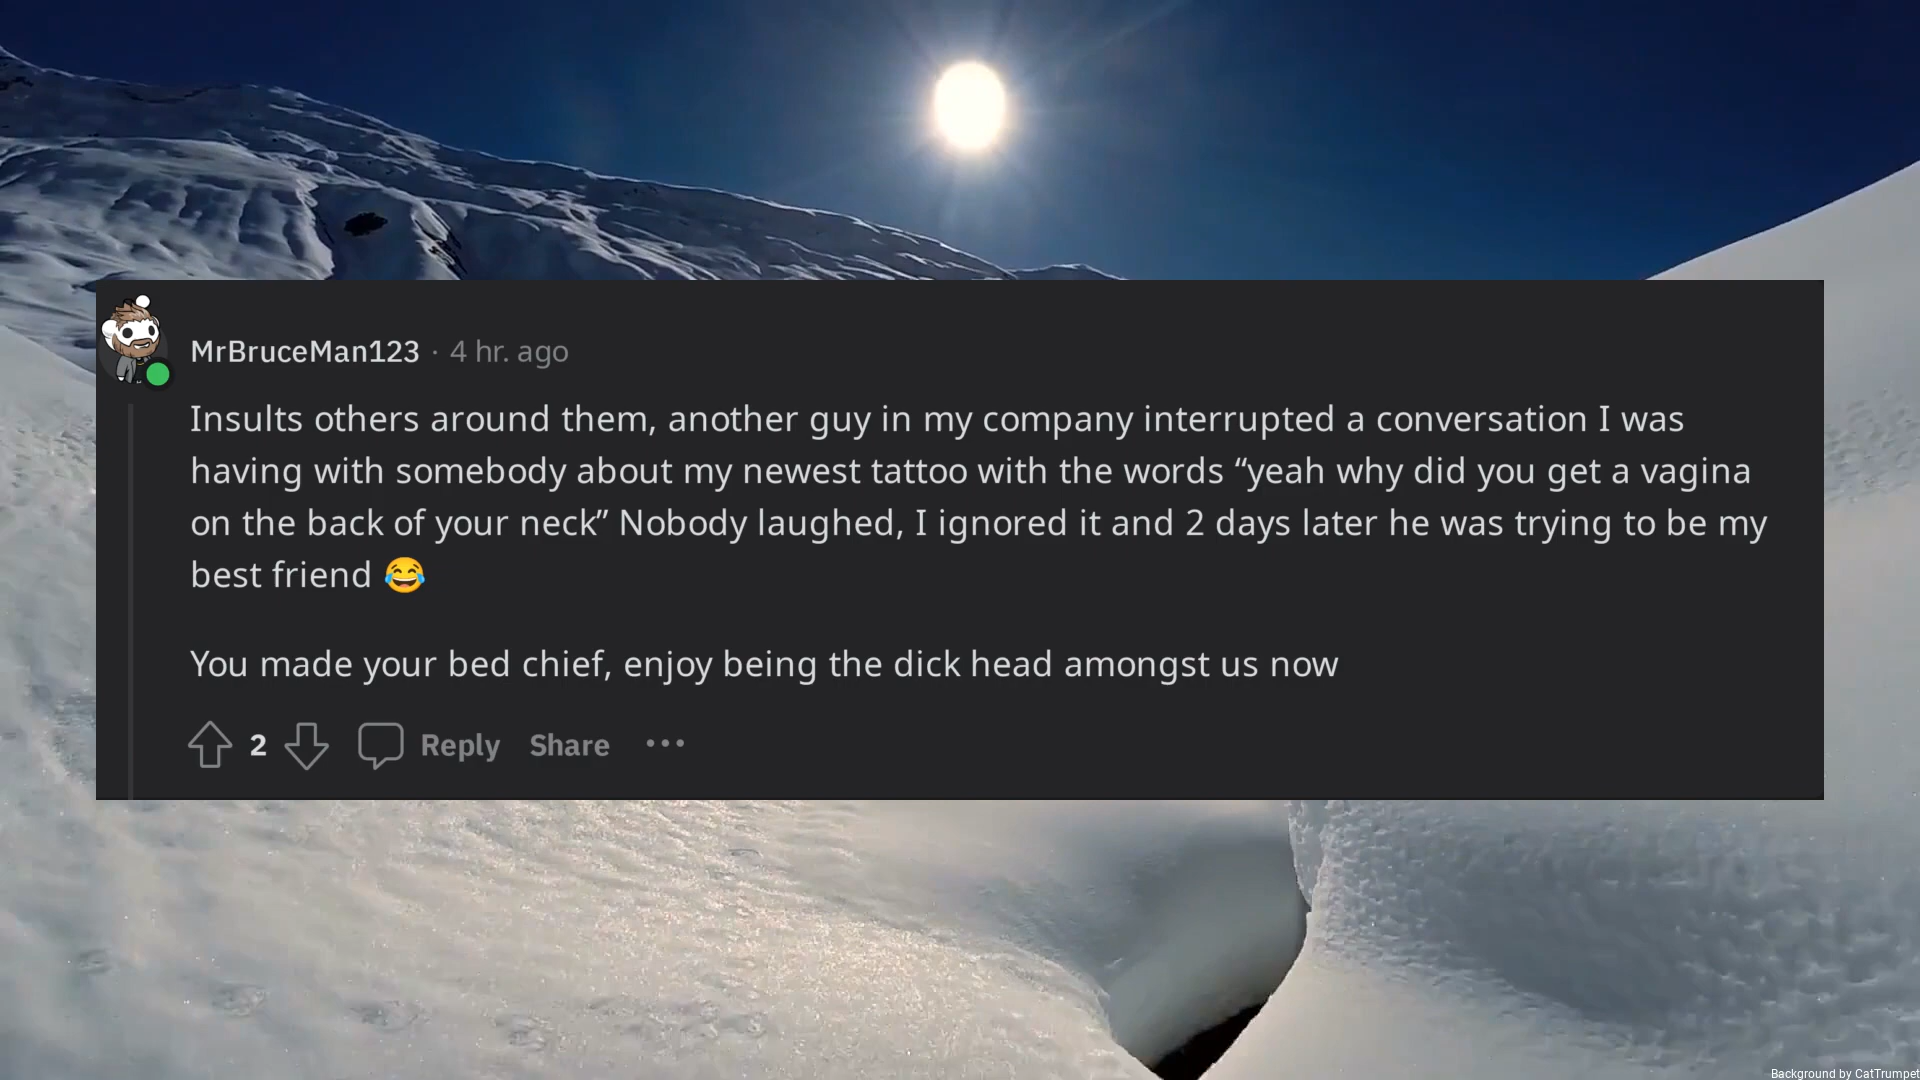 MrBruceMan123 · 4 hr. ago
Insults others around them, another guy in my company interrupted a conversation I was
having with somebody about my newest tattoo with the words “yeah why did you get a vagina
on the back of your neck” Nobody laughed, I ignored it and 2 days later he was trying to be my
best friend 😂
You made your bed chief, enjoy being the dick head amongst us now
2 Reply Share ···
Background by CatTrumpet